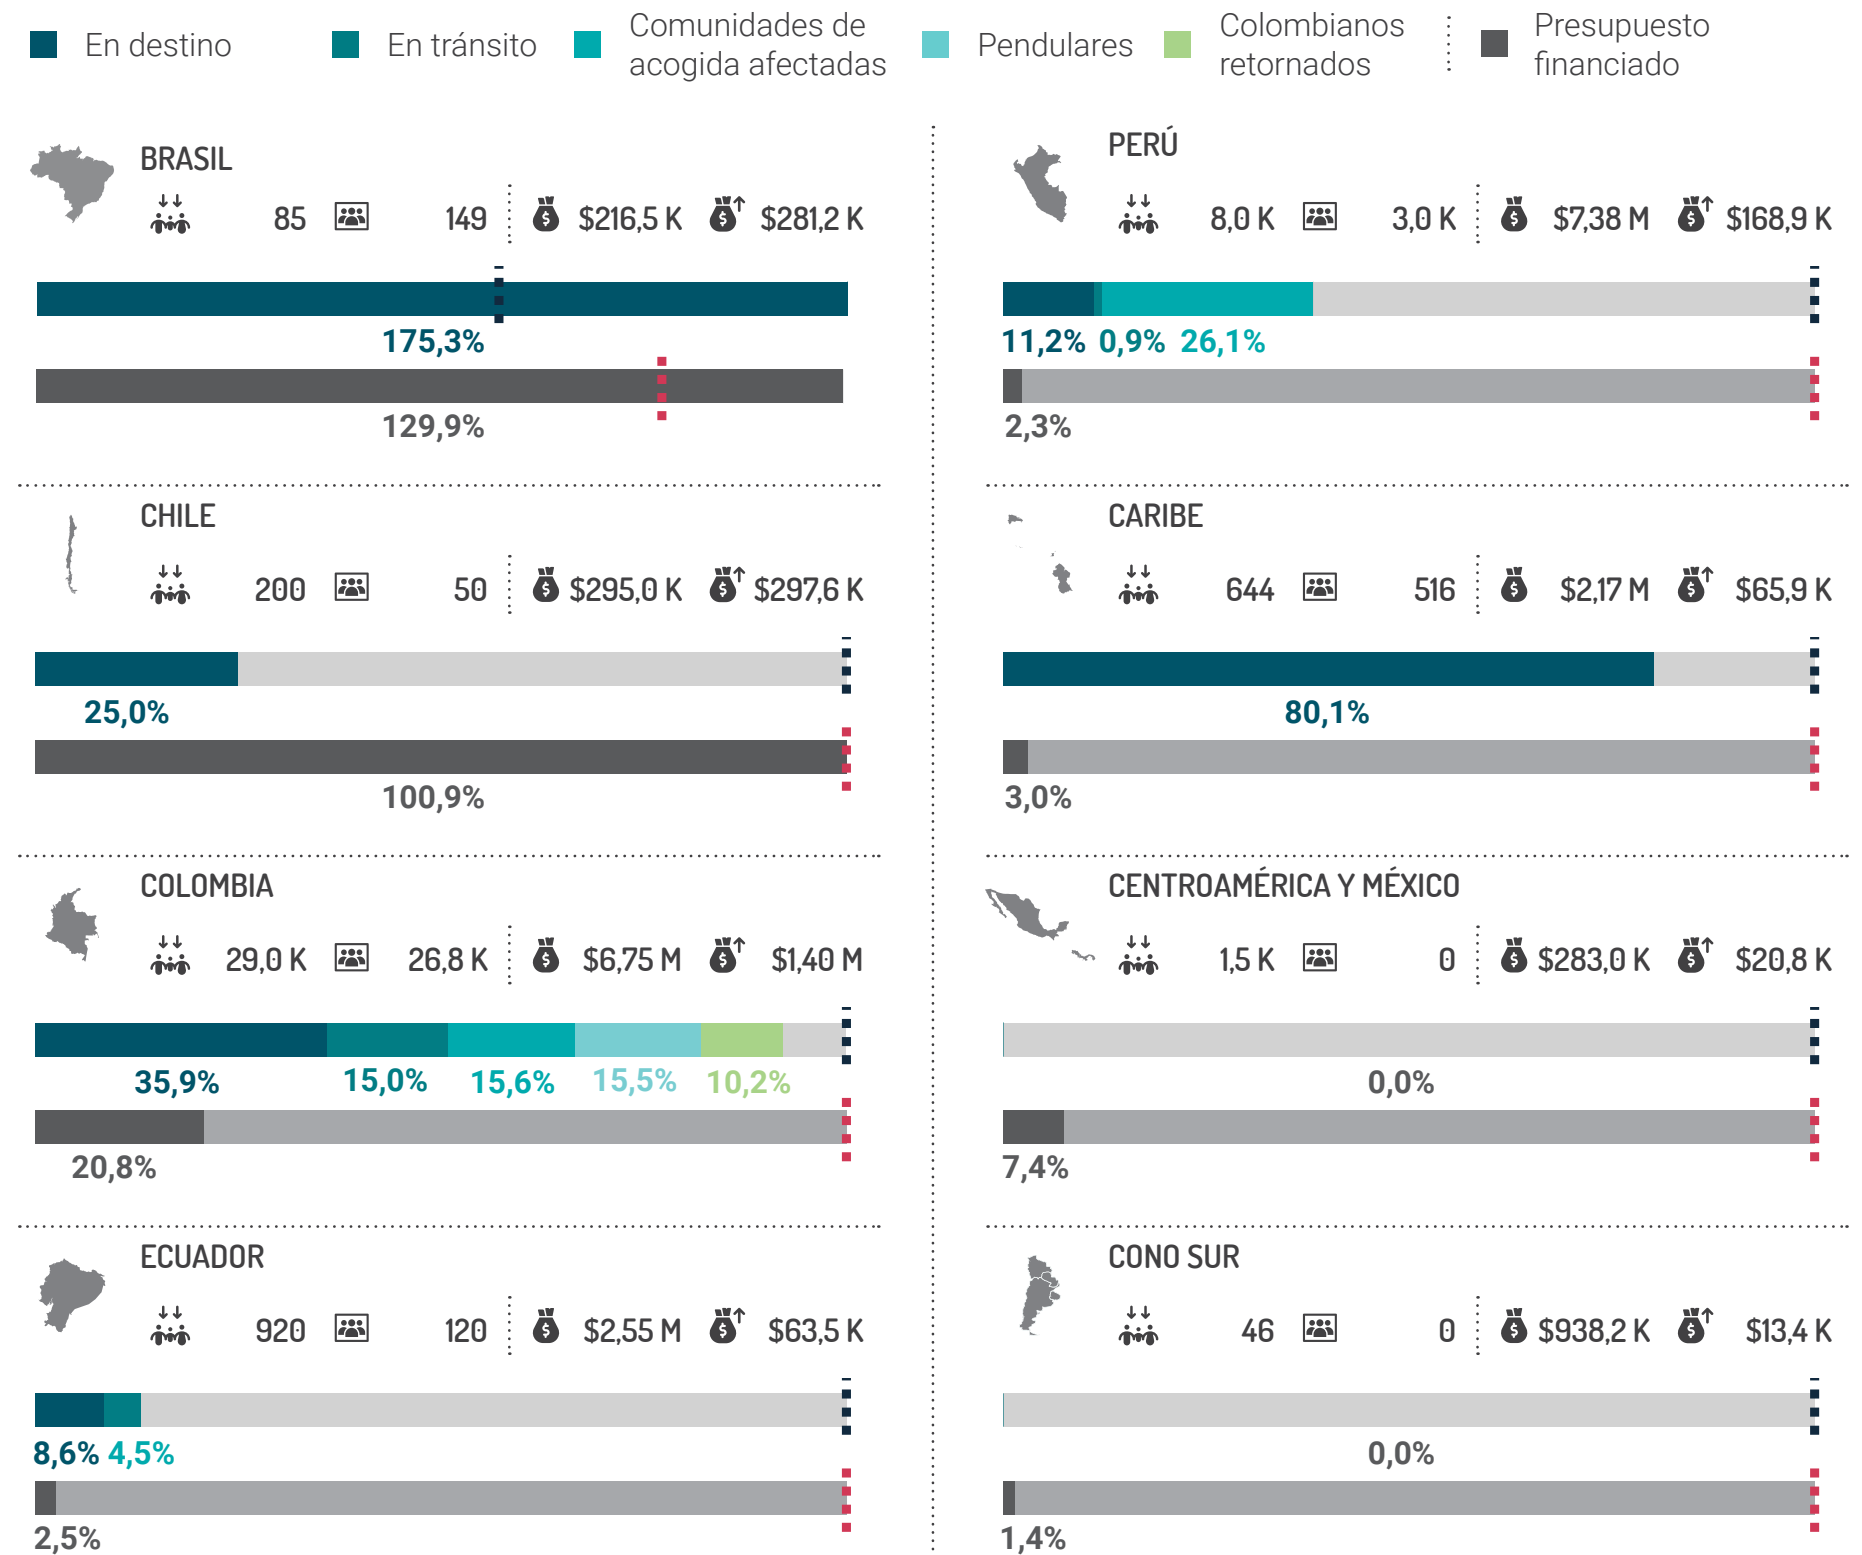 En destino
En tránsito
Comunidades de
acogida afectadas
Pendulares
Colombianos
retornados
Presupuesto
financiado
BRASIL
85 149 $216,5 K $281,2 K
175,3%
129,9%
CHILE
200 50 $295,0 K $297,6 K
25,0%
100,9%
COLOMBIA
29,0 K 26,8 K $6,75 M $1,40 M
35,9% 15,0% 15,6% 15,5% 10,2%
20,8%
ECUADOR
920 120 $2,55 M $63,5 K
8,6% 4,5%
2,5%
PERÚ
8,0 K 3,0 K $7,38 M $168,9 K
11,2% 0,9% 26,1%
2,3%
CARIBE
644 516 $2,17 M $65,9 K
80,1%
3,0%
CENTROAMÉRICA Y MÉXICO
1,5 K 0 $283,0 K $20,8 K
0,0%
7,4%
CONO SUR
46 0 $938,2 K $13,4 K
0,0%
1,4%